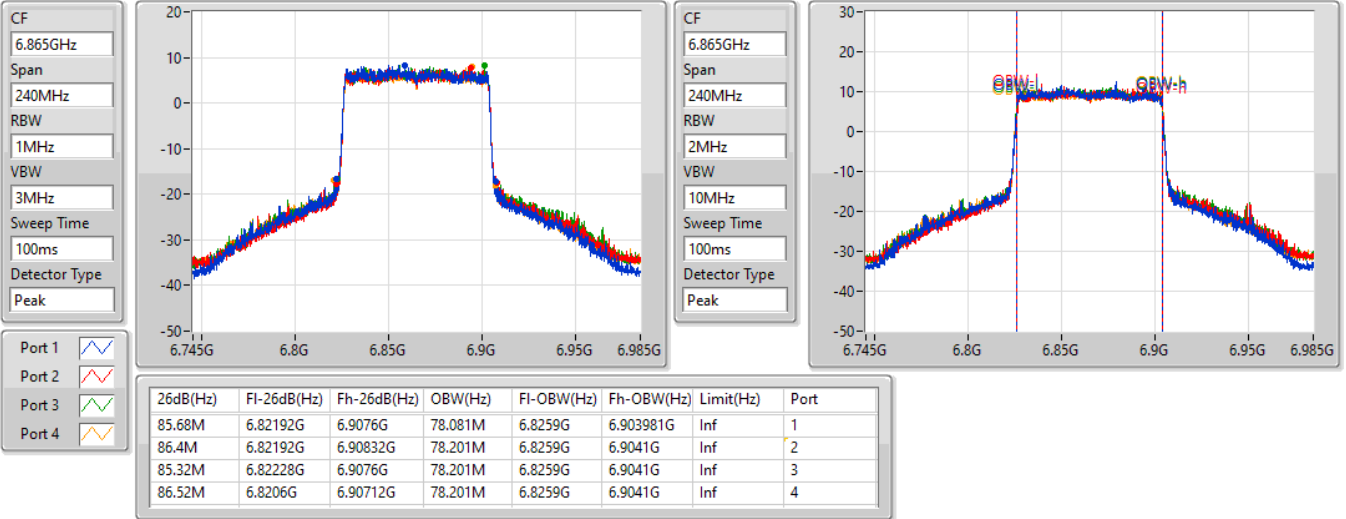 CF
6.865GHz
Span
240MHz
RBW
1MHz
VBW
3MHz
Sweep Time
100ms
Detector Type
Peak
20
10
0
-10
-20
-30
-40
-50
6.745G 6.8G 6.85G 6.9G 6.95G 6.985G
CF
6.865GHz
Span
240MHz
RBW
2MHz
VBW
10MHz
Sweep Time
100ms
Detector Type
Peak
30
20
10
0
-10
-20
-30
-40
-50
OBW-l OBW-h
6.745G 6.8G 6.85G 6.9G 6.95G 6.985G
Port 1
Port 2
Port 3
Port 4
26dB(Hz) Fl-26dB(Hz) Fh-26dB(Hz) OBW(Hz) Fl-OBW(Hz) Fh-OBW(Hz) Limit(Hz) Port
85.68M 6.82192G 6.9076G 78.081M 6.8259G 6.903981G Inf 1
86.4M 6.82192G 6.90832G 78.201M 6.8259G 6.9041G Inf 2
85.32M 6.82228G 6.9076G 78.201M 6.8259G 6.9041G Inf 3
86.52M 6.8206G 6.90712G 78.201M 6.8259G 6.9041G Inf 4